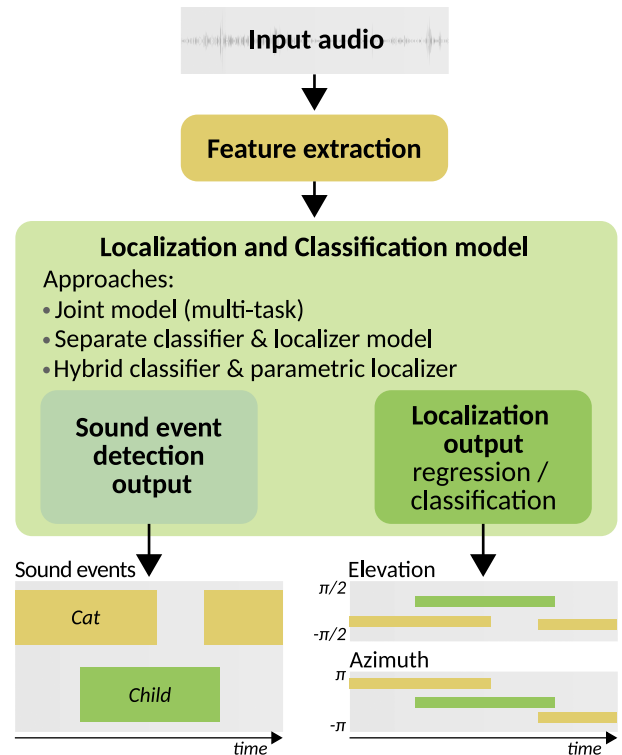 Input audio
Feature extraction
Localization and Classification model
Approaches:
• Joint model (multi-task)
• Separate classifier & localizer model
• Hybrid classifier & parametric localizer
Sound event
detection
output
Localization
output
regression /
classification
Sound events
Cat
Child
time
Elevation
π/2
-π/2
Azimuth
π
-π
time